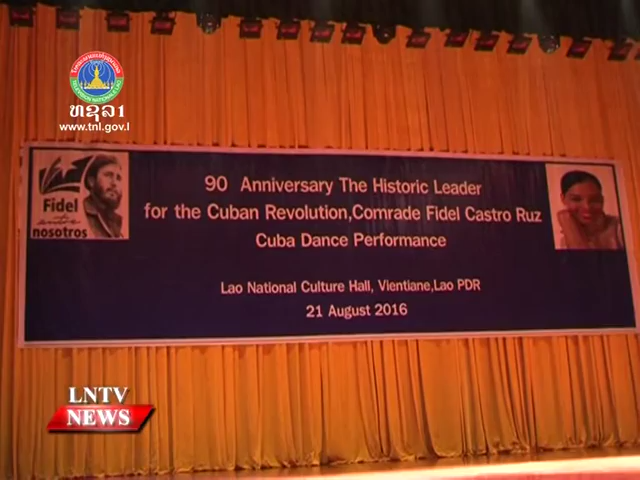 ທຊລ1
www.tnl.gov.l
Fidel
entre
nosotros
90 Anniversary The Historic Leader
for the Cuban Revolution,Comrade Fidel Castro Ruz
Cuba Dance Performance
Lao National Culture Hall, Vientiane,Lao PDR
21 August 2016
LNTV
NEWS